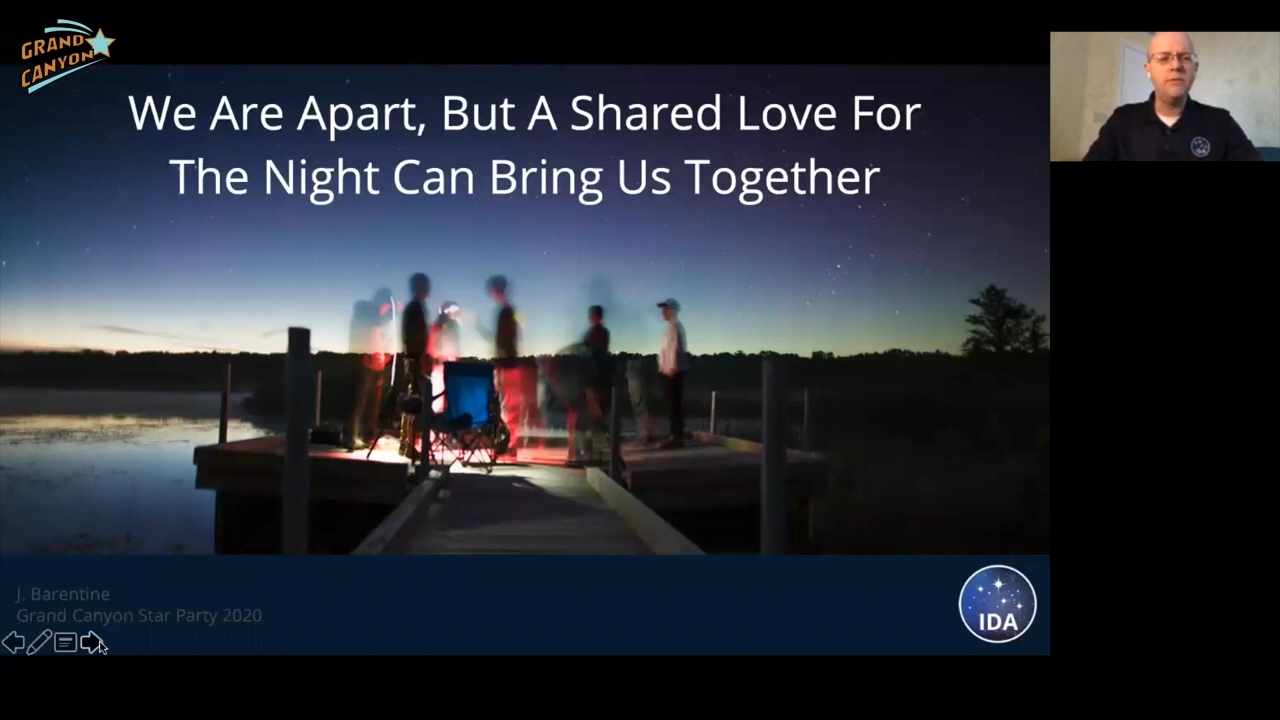 GRAND
CANYON
We Are Apart, But A Shared Love For
The Night Can Bring Us Together
J. Barentine
Grand Canyon Star Party 2020
IDA